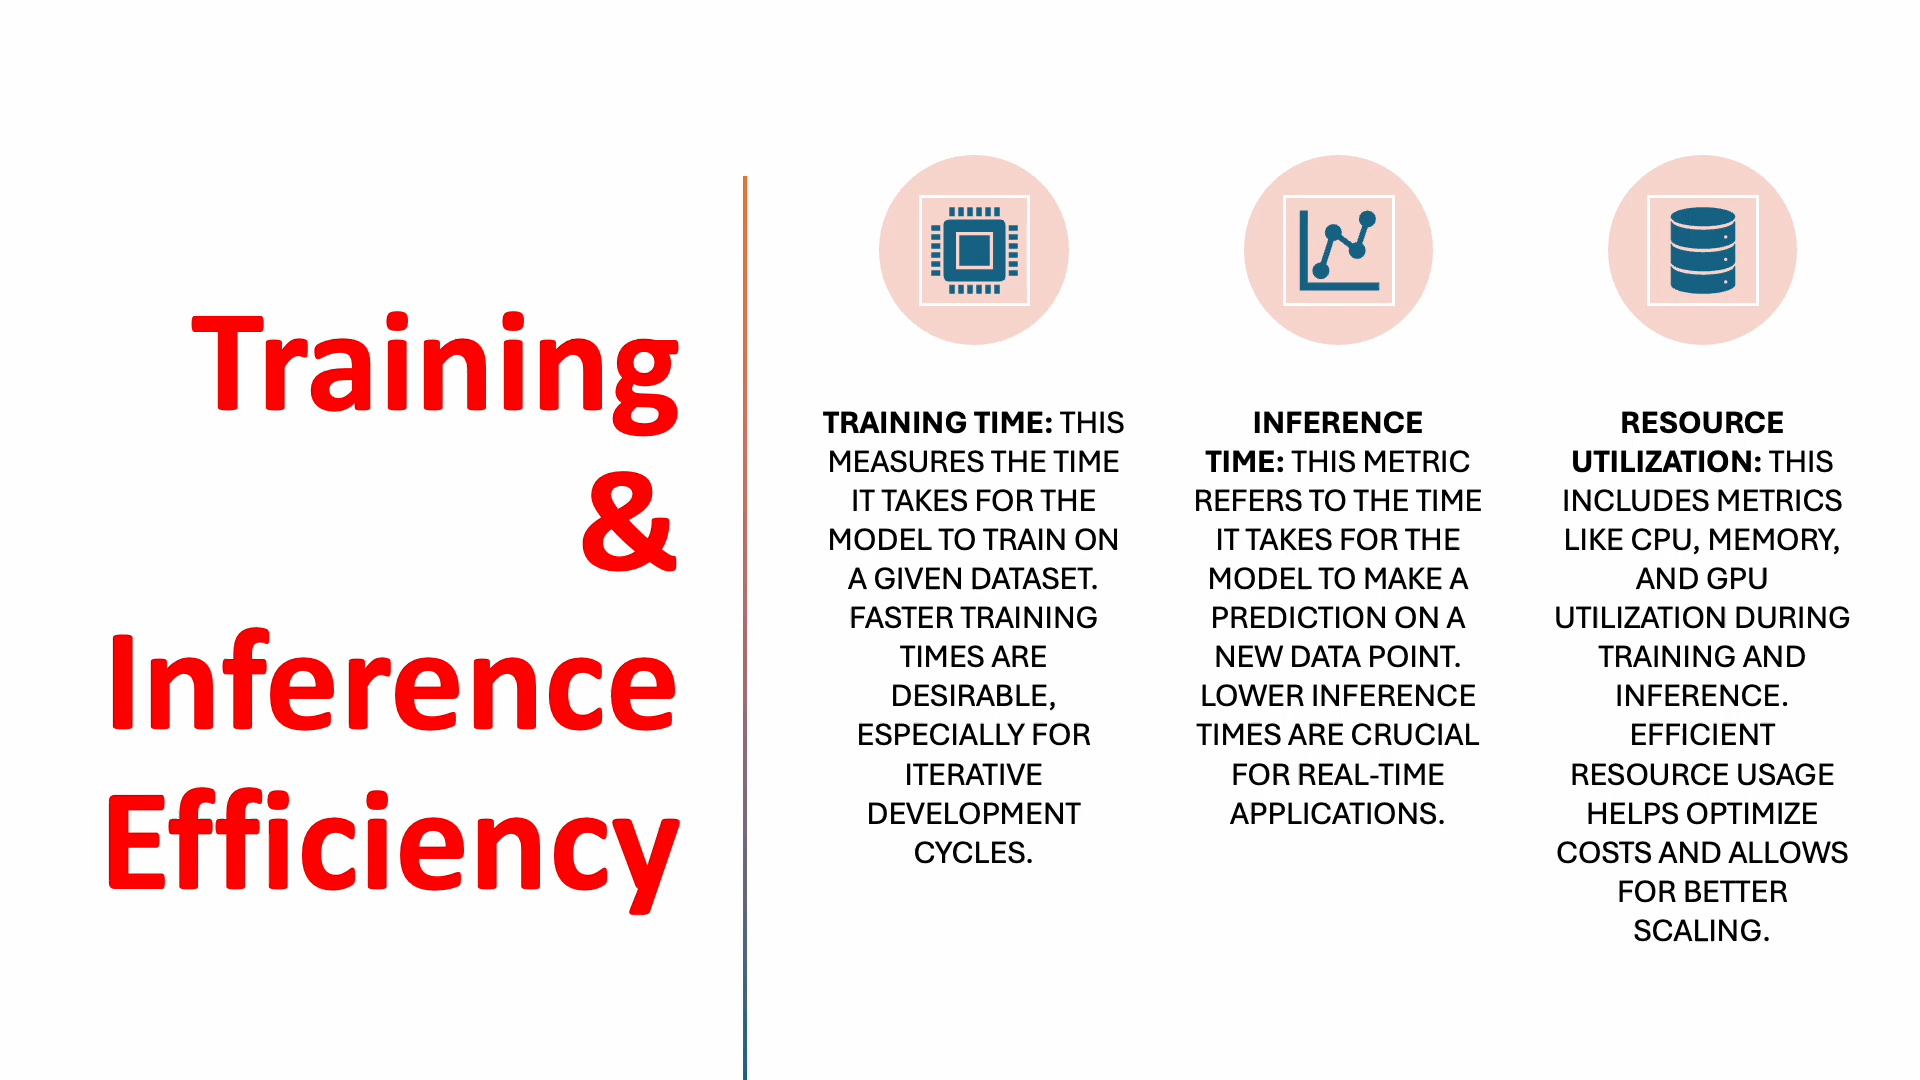 Training
&
Inference
Efficiency
TRAINING TIME: THIS
MEASURES THE TIME
IT TAKES FOR THE
MODEL TO TRAIN ON
A GIVEN DATASET.
FASTER TRAINING
TIMES ARE
DESIRABLE,
ESPECIALLY FOR
ITERATIVE
DEVELOPMENT
CYCLES.
INFERENCE
TIME: THIS METRIC
REFERS TO THE TIME
IT TAKES FOR THE
MODEL TO MAKE A
PREDICTION ON A
NEW DATA POINT.
LOWER INFERENCE
TIMES ARE CRUCIAL
FOR REAL-TIME
APPLICATIONS.
RESOURCE
UTILIZATION: THIS
INCLUDES METRICS
LIKE CPU, MEMORY,
AND GPU
UTILIZATION DURING
TRAINING AND
INFERENCE.
EFFICIENT
RESOURCE USAGE
HELPS OPTIMIZE
COSTS AND ALLOWS
FOR BETTER
SCALING.